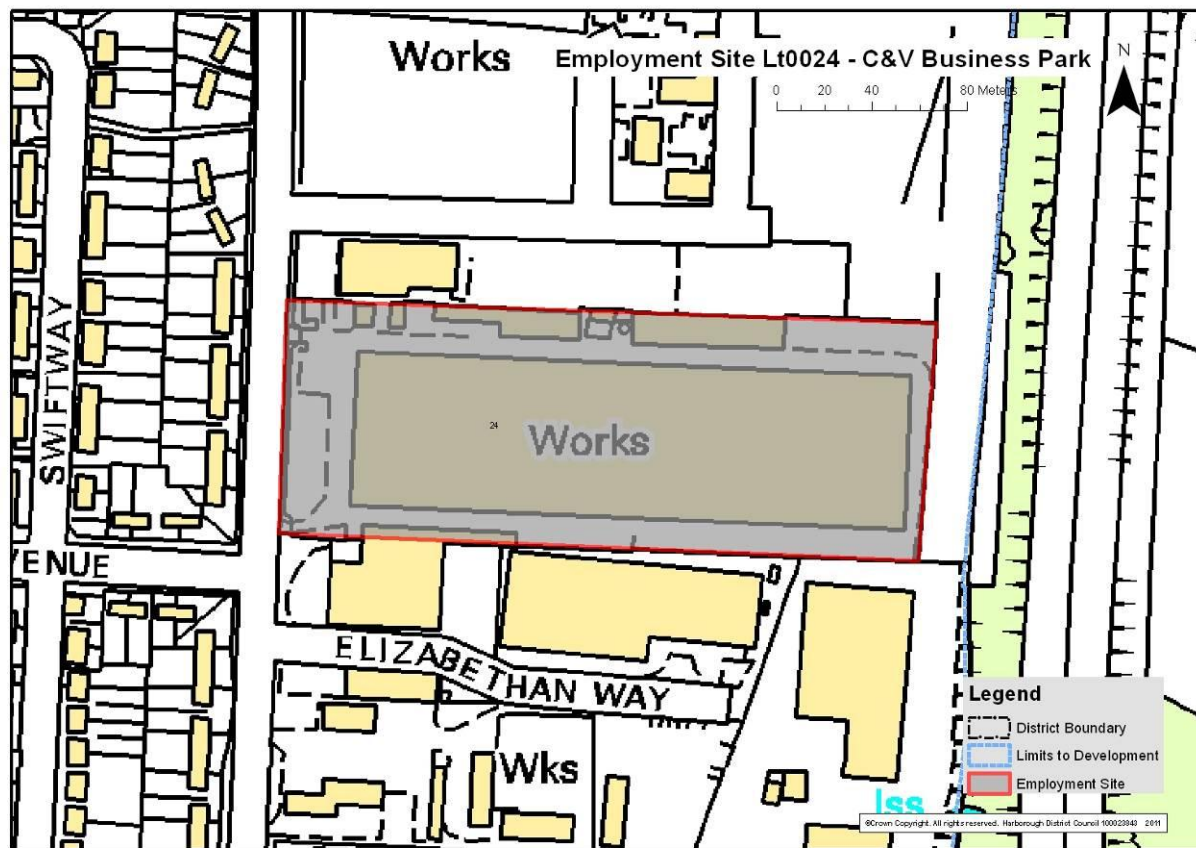 Works
Employment Site Lt0024 - C&V Business Park
N
0 20 40 80 Meters
SWIFTWAY
24
Works
VENUE
ELIZABETHAN WAY
Wks
Legend
District Boundary
Limits to Development
Employment Site
Iss
©Crown Copyright. All rights reserved. Harborough District Council 100023843 2011